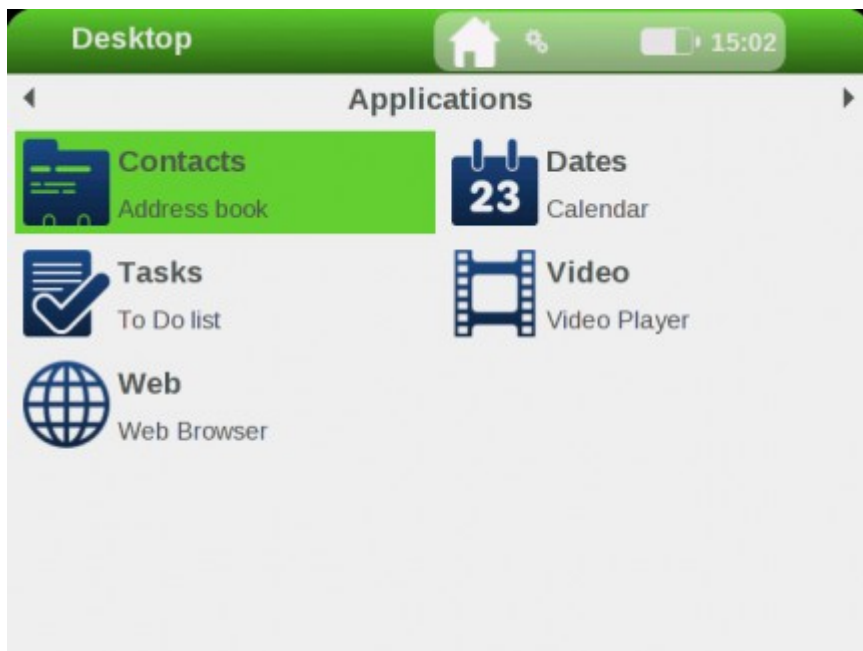 Desktop
15:02
Applications
Contacts
Address book
23
Dates
Calendar
Tasks
To Do list
Video
Video Player
Web
Web Browser